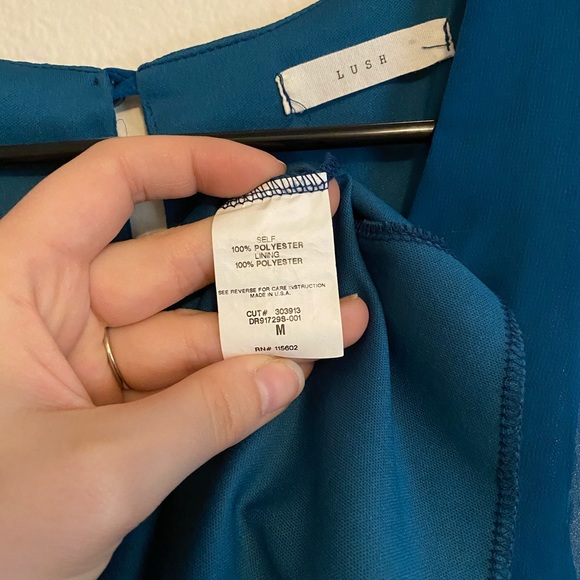 LUSH
SELF
100% POLYESTER
LINING
100% POLYESTER
SEE REVERSE FOR CARE INSTRUCTION
MADE IN U.S.A.
CUT# 303913
DR91729S-001
M
RN# 115602